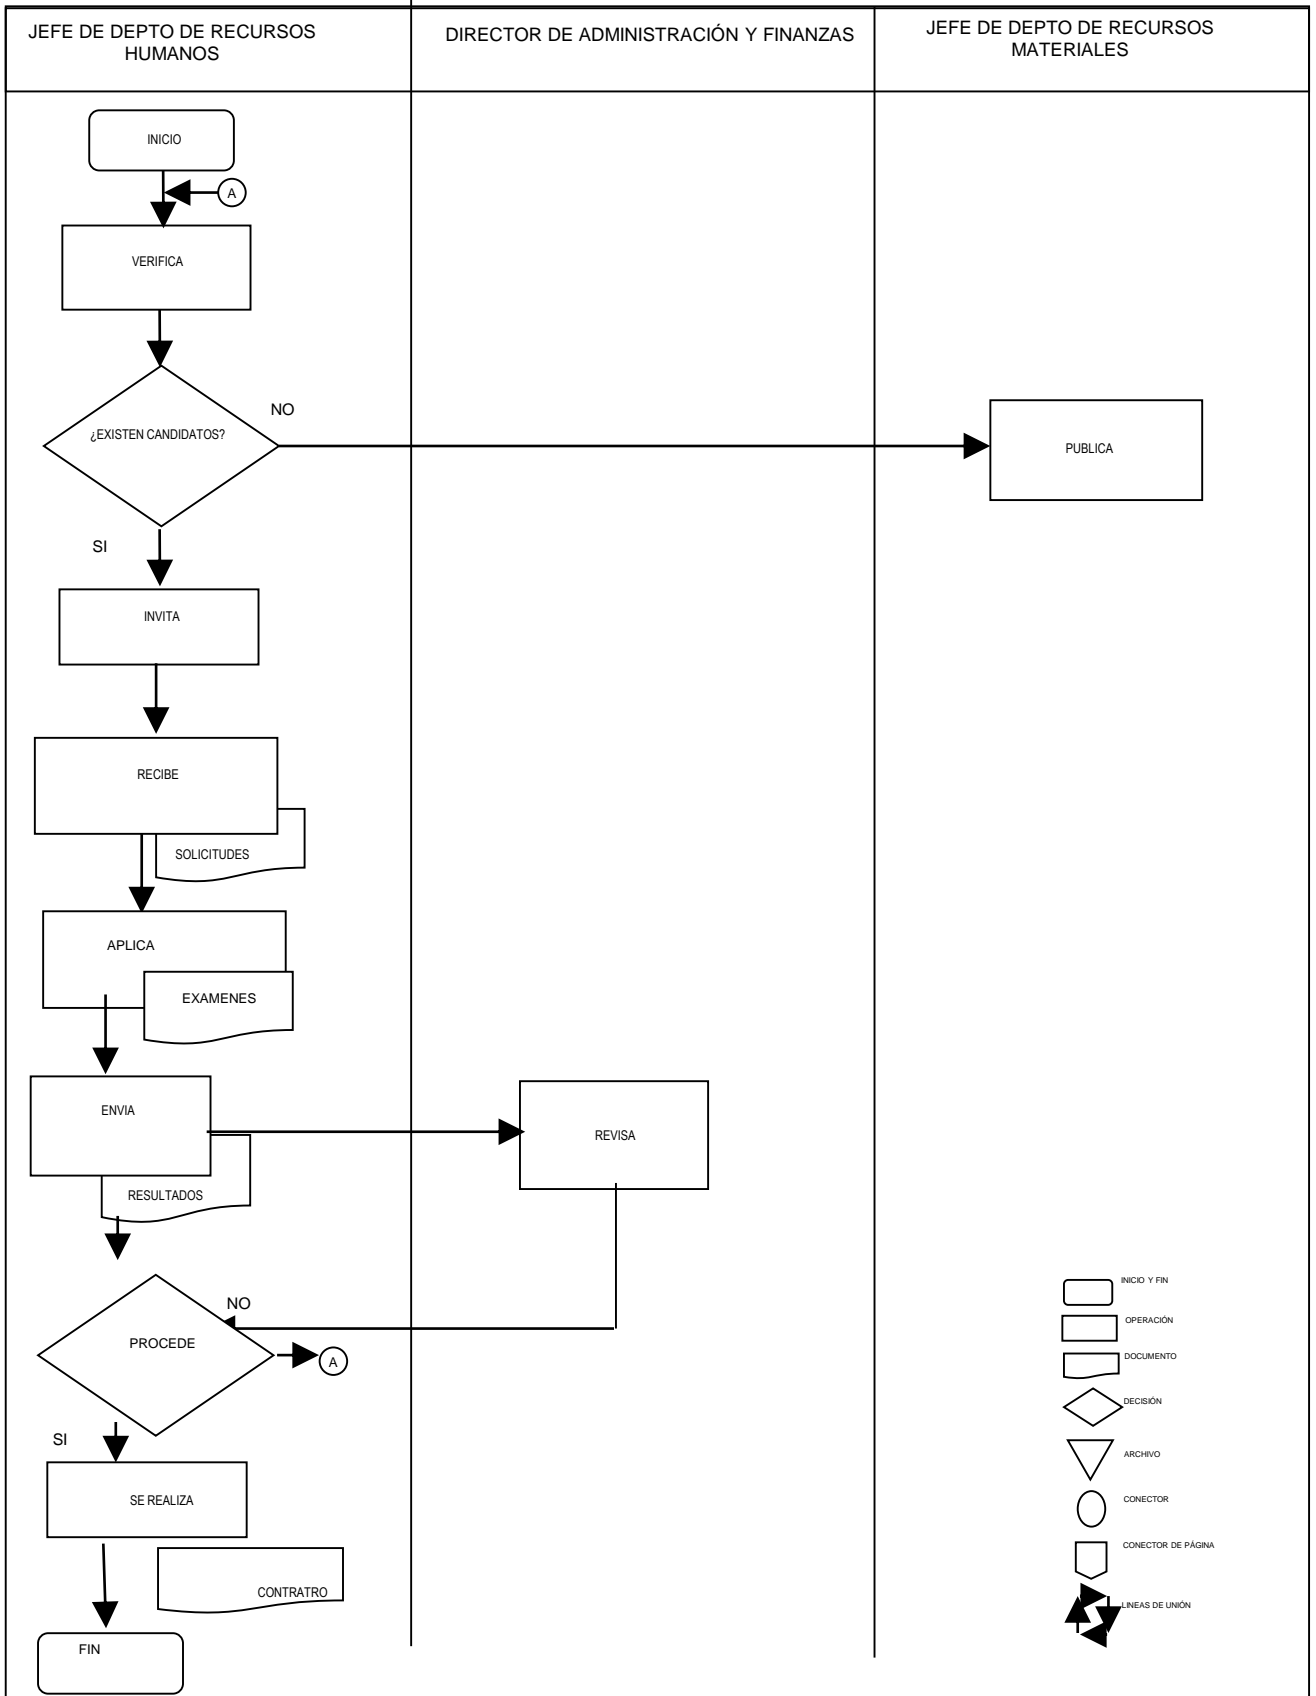 JEFE DE DEPTO DE RECURSOS
HUMANOS
DIRECTOR DE ADMINISTRACIÓN Y FINANZAS
JEFE DE DEPTO DE RECURSOS
MATERIALES
INICIO
A
VERIFICA
¿EXISTEN CANDIDATOS?
NO
PUBLICA
SI
INVITA
RECIBE
SOLICITUDES
APLICA
EXAMENES
ENVIA
REVISA
RESULTADOS
NO
PROCEDE
A
SI
SE REALIZA
CONTRATRO
FIN
INICIO Y FIN
OPERACIÓN
DOCUMENTO
DECISIÓN
ARCHIVO
CONECTOR
CONECTOR DE PÁGINA
LINEAS DE UNIÓN